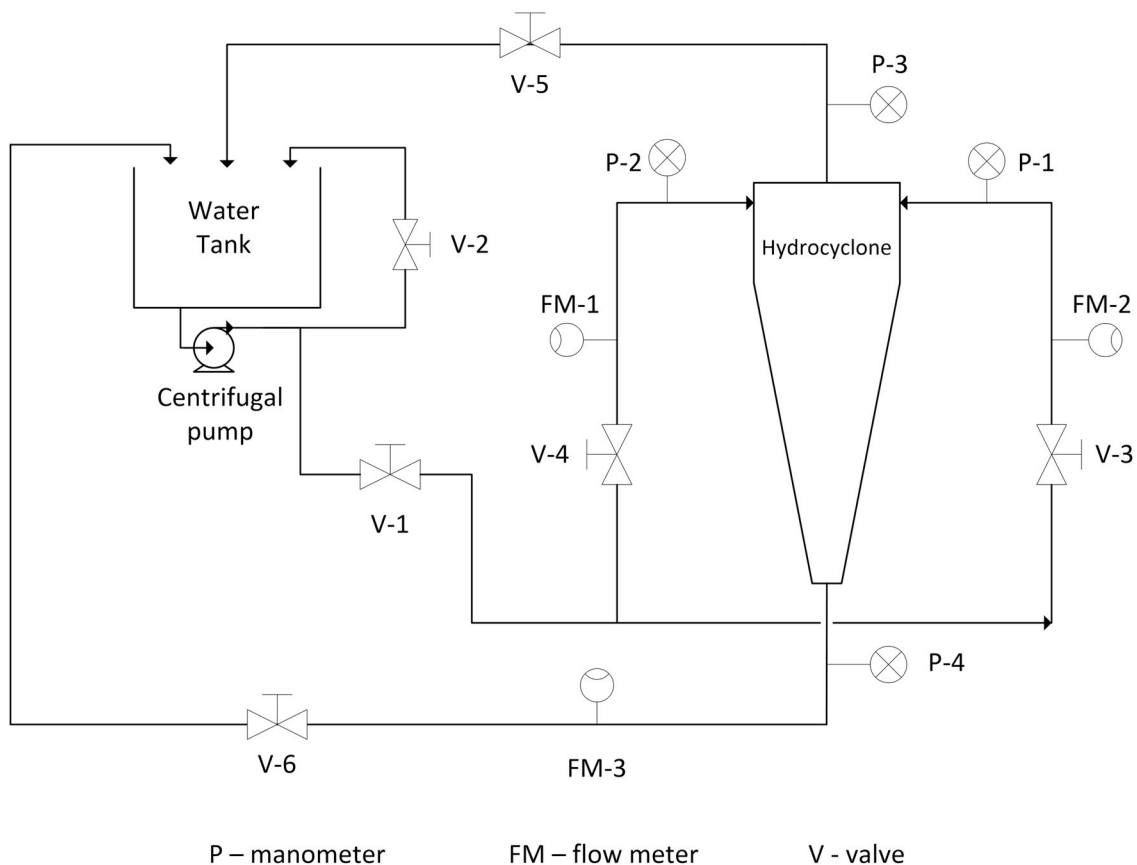 V-5
P-3
P-2
P-1
Water
Tank
V-2
Hydrocyclone
FM-1
FM-2
Centrifugal
pump
V-4
V-3
V-1
P-4
V-6
FM-3
P – manometer
FM – flow meter
V - valve